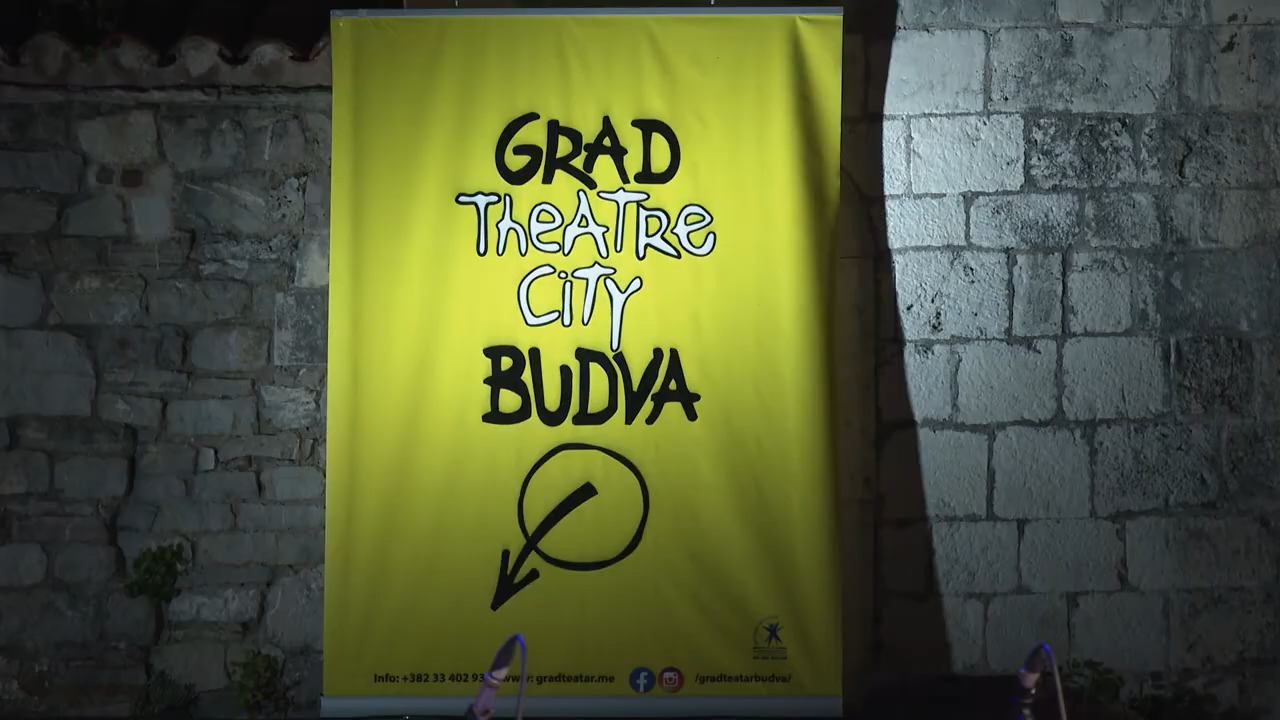 GRAD
TheATRe
CiTY
BUDVA
Info: +382 33 402 93 www: gradteatar.me /gradteatarbudva/